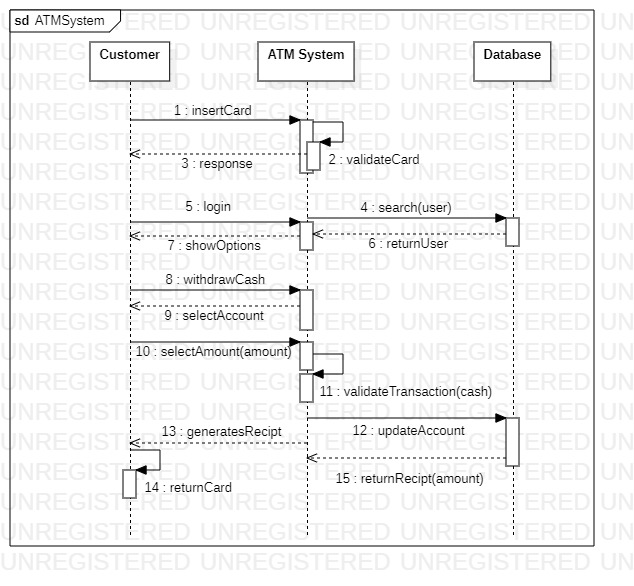 sd ATMSystem
Customer
ATM System
Database
1 : insertCard
2 : validateCard
3 : response
5 : login
4 : search(user)
7 : showOptions
6 : returnUser
8 : withdrawCash
9 : selectAccount
10 : selectAmount(amount)
11 : validateTransaction(cash)
13 : generatesRecipt
12 : updateAccount
15 : returnRecipt(amount)
14 : returnCard
UNREGISTERED